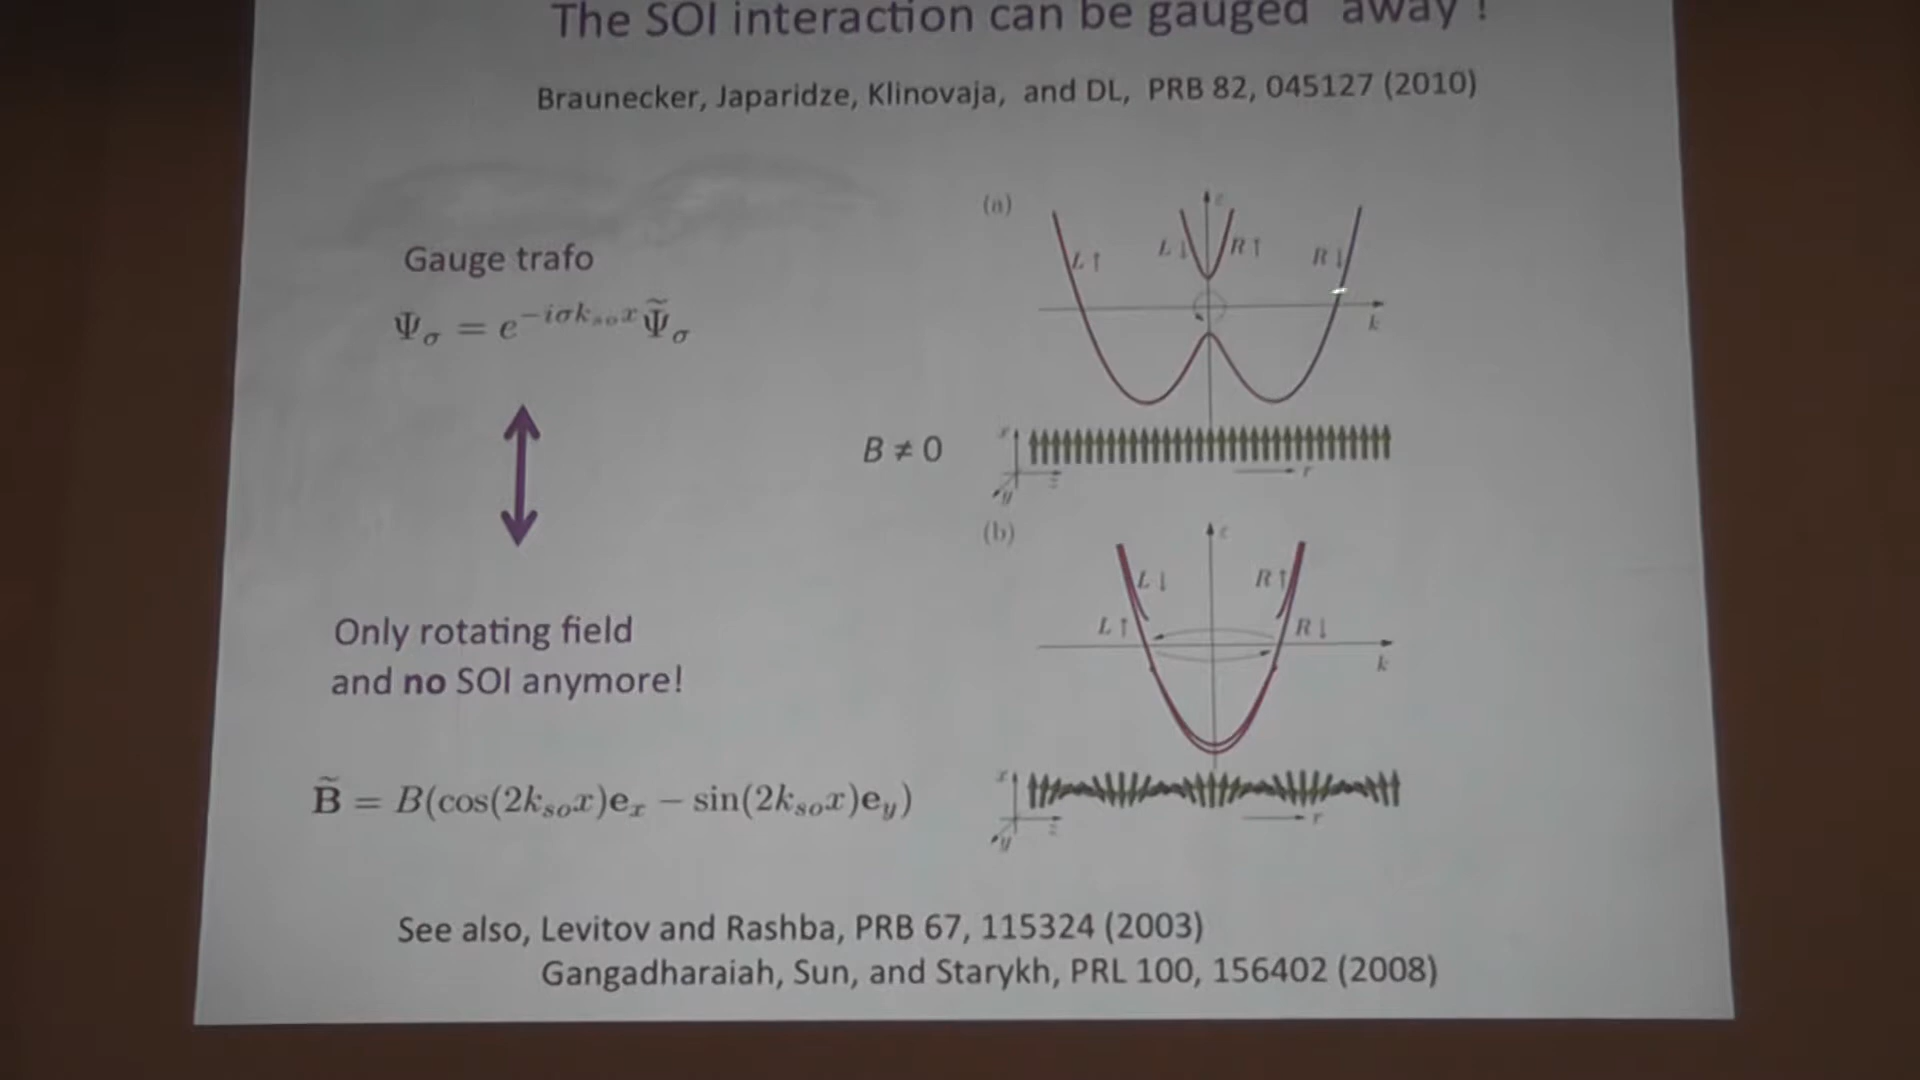 The SOI interaction can be gauged away !
Braunecker, Japaridze, Klinovaja, and DL, PRB 82, 045127 (2010)
Gauge trafo
Ψσ = e^{−iσk_{so}x} Ψ̃σ
Only rotating field
and no SOI anymore!
B̃ = B(cos(2k_{so}x)e_x − sin(2k_{so}x)e_y)
B ≠ 0
(a)
ε
L↑
L↓
R↑
R↓
k
x
z
y
r
(b)
ε
L↓
R↑
L↑
R↓
k
x
z
y
r
See also, Levitov and Rashba, PRB 67, 115324 (2003)
Gangadharaiah, Sun, and Starykh, PRL 100, 156402 (2008)